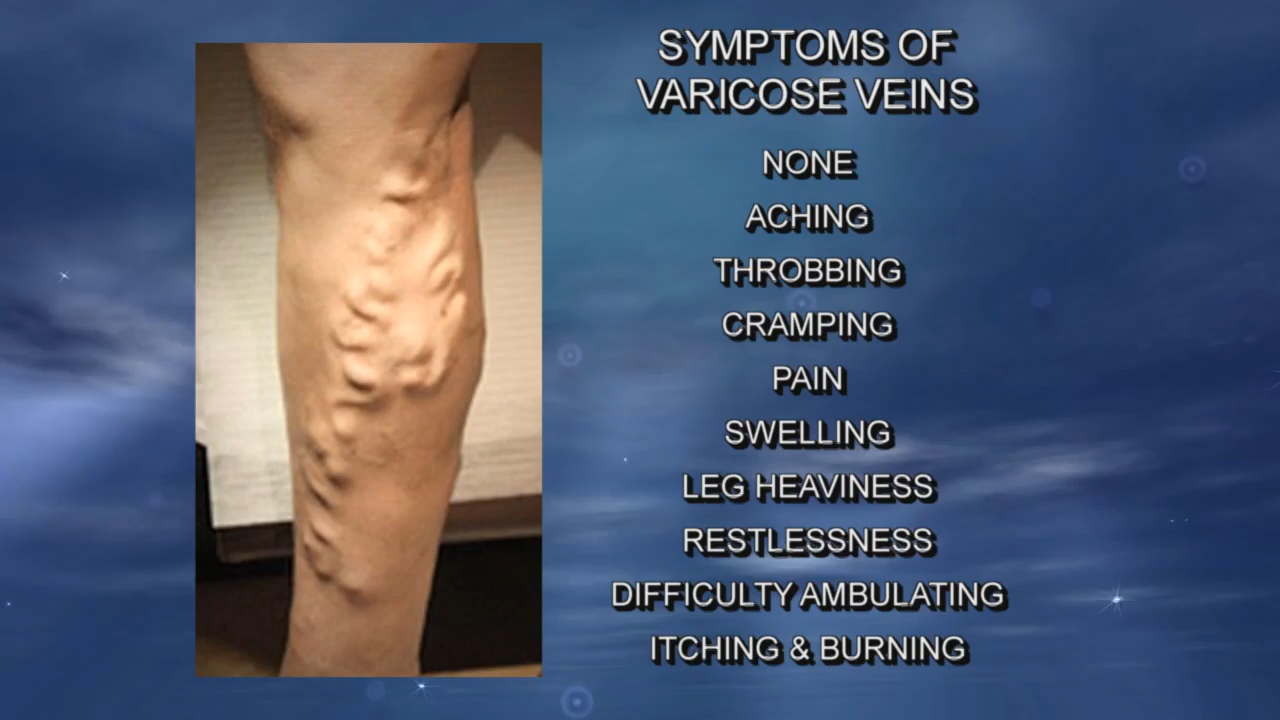 SYMPTOMS OF
VARICOSE VEINS
NONE
ACHING
THROBBING
CRAMPING
PAIN
SWELLING
LEG HEAVINESS
RESTLESSNESS
DIFFICULTY AMBULATING
ITCHING & BURNING